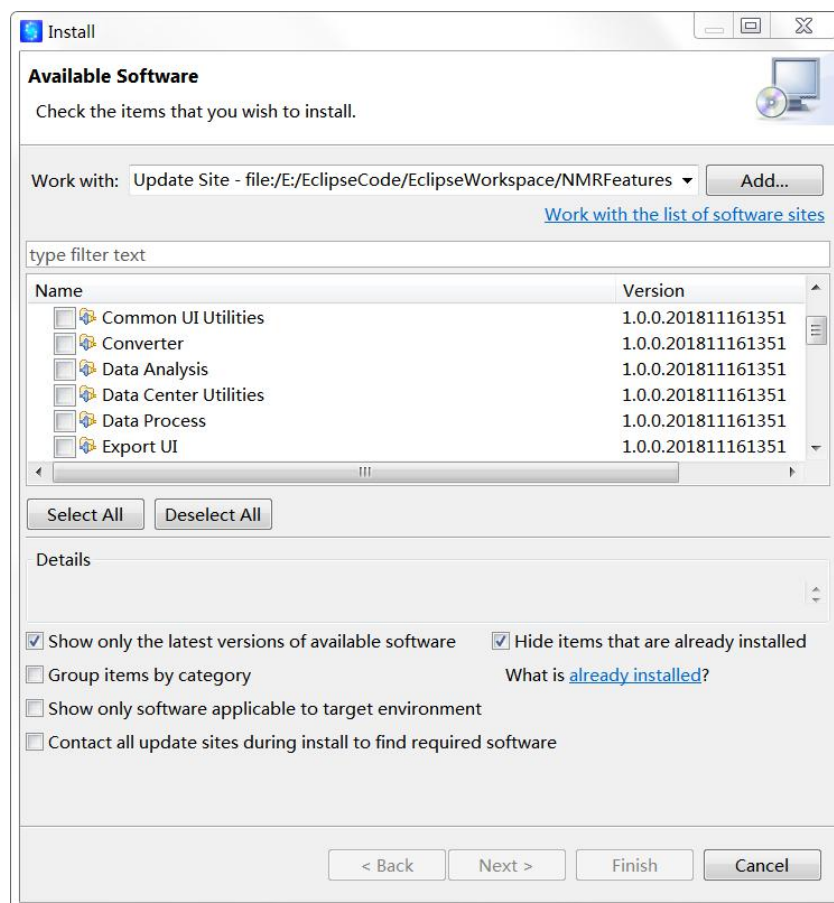 Install
Available Software
Check the items that you wish to install.
Work with: Update Site - file:/E:/EclipseCode/EclipseWorkspace/NMRFeatures Add...
Work with the list of software sites
type filter text
Name Version
Common UI Utilities 1.0.0.201811161351
Converter 1.0.0.201811161351
Data Analysis 1.0.0.201811161351
Data Center Utilities 1.0.0.201811161351
Data Process 1.0.0.201811161351
Export UI 1.0.0.201811161351
Select All Deselect All
Details
Show only the latest versions of available software Hide items that are already installed
Group items by category What is already installed?
Show only software applicable to target environment
Contact all update sites during install to find required software
< Back Next > Finish Cancel